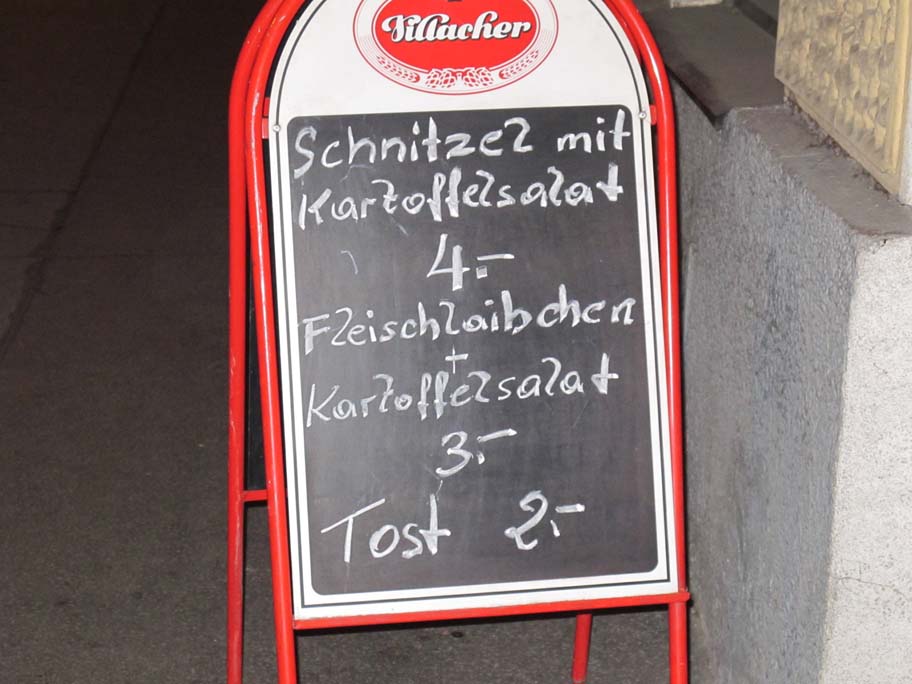 Villacher
Schnitzel mit
Kartoffelsalat
4.-
Fleischlaibchen
+
Kartoffelsalat
3.-
Tost 2.-